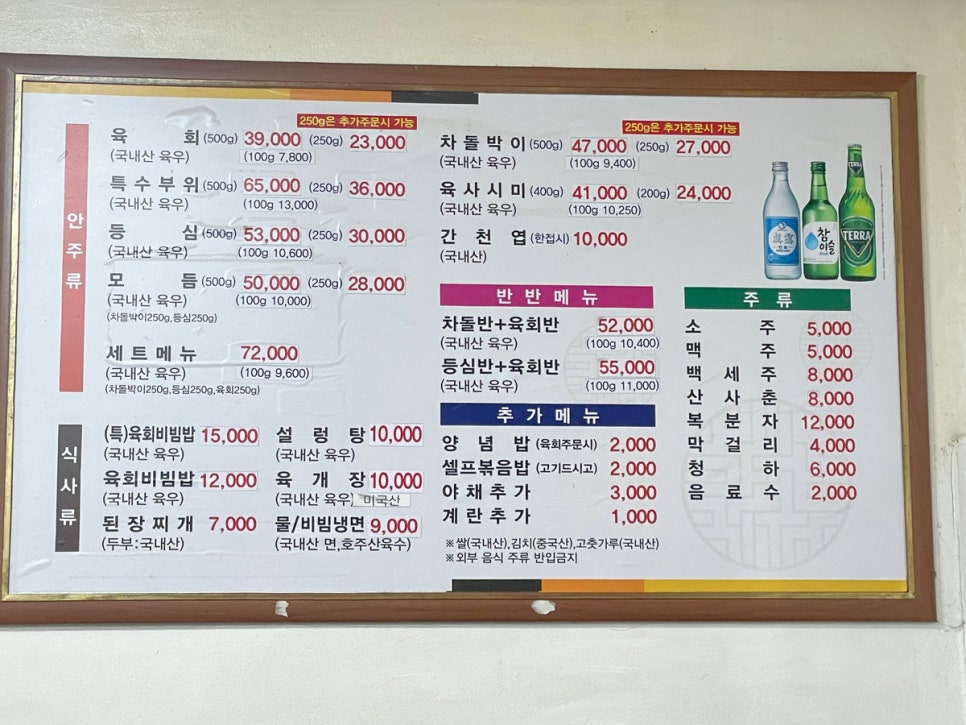 250g은 추가주문시 가능
안주류
육 회 (500g) 39,000 (250g) 23,000
(국내산 육우) (100g 7,800)
특수부위 (500g) 65,000 (250g) 36,000
(국내산 육우) (100g 13,000)
등 심 (500g) 53,000 (250g) 30,000
(국내산 육우) (100g 10,600)
모 듬 (500g) 50,000 (250g) 28,000
(국내산 육우) (100g 10,000)
(차돌박이250g,등심250g)
세트메뉴 72,000
(국내산 육우) (100g 9,600)
(차돌박이250g,등심250g,육회250g)
식사류
(특)육회비빔밥 15,000 설렁탕 10,000
(국내산 육우) (국내산 육우)
육회비빔밥 12,000 육개장 10,000
(국내산 육우) (국내산 육우) 미국산
된장찌개 7,000 물/비빔냉면 9,000
(두부:국내산) (국내산 면,호주산육수)
250g은 추가주문시 가능
차돌박이 (500g) 47,000 (250g) 27,000
(국내산 육우) (100g 9,400)
육사시미 (400g) 41,000 (200g) 24,000
(국내산 육우) (100g 10,250)
간천엽 (한접시) 10,000
(국내산)
반반메뉴
차돌반+육회반 52,000
(국내산 육우) (100g 10,400)
등심반+육회반 55,000
(국내산 육우) (100g 11,000)
추가메뉴
양념밥 (육회주문시) 2,000
셀프볶음밥 (고기드시고) 2,000
야채추가 3,000
계란추가 1,000
※쌀(국내산),김치(중국산),고춧가루(국내산)
※외부 음식 주류 반입금지
眞露
참이슬
TERRA
주류
소 주 5,000
맥 주 5,000
백세주 8,000
산사춘 8,000
복분자 12,000
막걸리 4,000
청 하 6,000
음료수 2,000